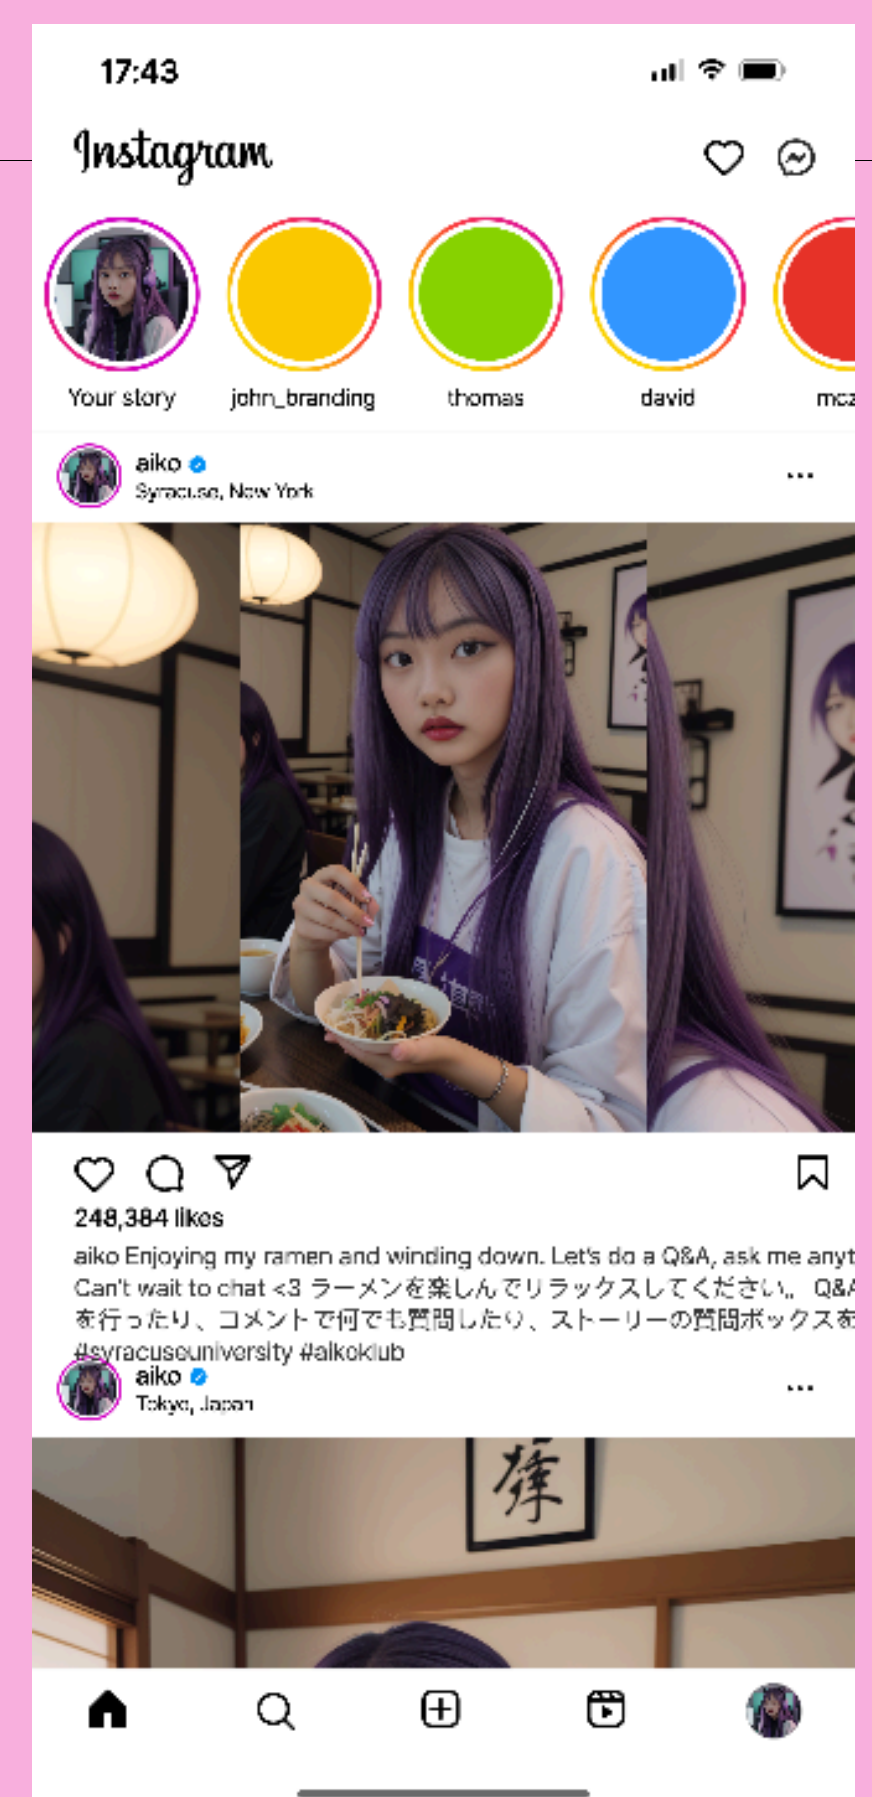 17:43
Instagram
Your story
john_branding
thomas
david
mcz
aiko
Syracuse, New York
248,384 likes
aiko Enjoying my ramen and winding down. Let's do a Q&A, ask me anyt
Can't wait to chat <3 ラーメンを楽しんでリラックスしてください。 Q&A
を行ったり、コメントで何でも質問したり、ストーリーの質問ボックスを
#syracuseuniversity #aikoklub
aiko
Tokyo, Japan